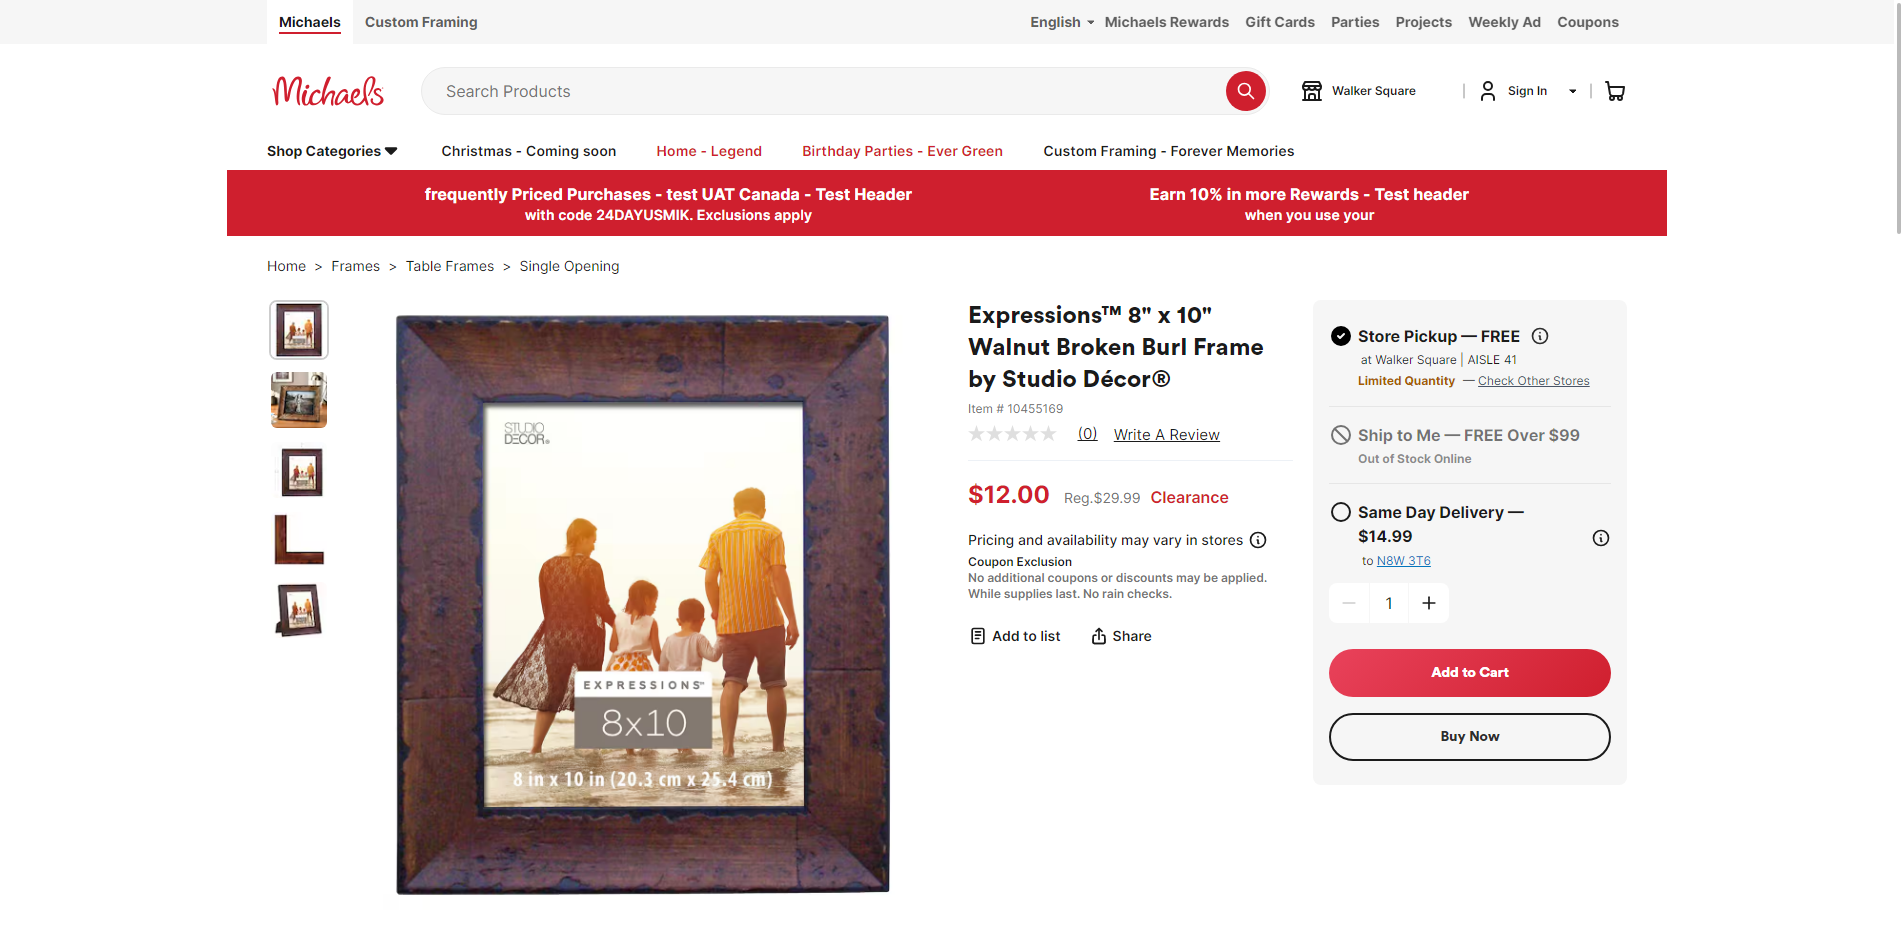 Michaels
Custom Framing
English
Michaels Rewards
Gift Cards
Parties
Projects
Weekly Ad
Coupons
Michaels
Search Products
Walker Square
Sign In
Shop Categories
Christmas - Coming soon
Home - Legend
Birthday Parties - Ever Green
Custom Framing - Forever Memories
frequently Priced Purchases - test UAT Canada - Test Header
with code 24DAYUSMIK. Exclusions apply
Earn 10% in more Rewards - Test header
when you use your
Home > Frames > Table Frames > Single Opening
STUDIO
DECOR®
EXPRESSIONS™
8x10
8 in x 10 in (20.3 cm x 25.4 cm)
Expressions™ 8" x 10"
Walnut Broken Burl Frame
by Studio Décor®
Item # 10455169
(0) Write A Review
$12.00 Reg.$29.99 Clearance
Pricing and availability may vary in stores
Coupon Exclusion
No additional coupons or discounts may be applied.
While supplies last. No rain checks.
Add to list
Share
Store Pickup — FREE
at Walker Square | AISLE 41
Limited Quantity — Check Other Stores
Ship to Me — FREE Over $99
Out of Stock Online
Same Day Delivery —
$14.99
to N8W 3T6
1
Add to Cart
Buy Now